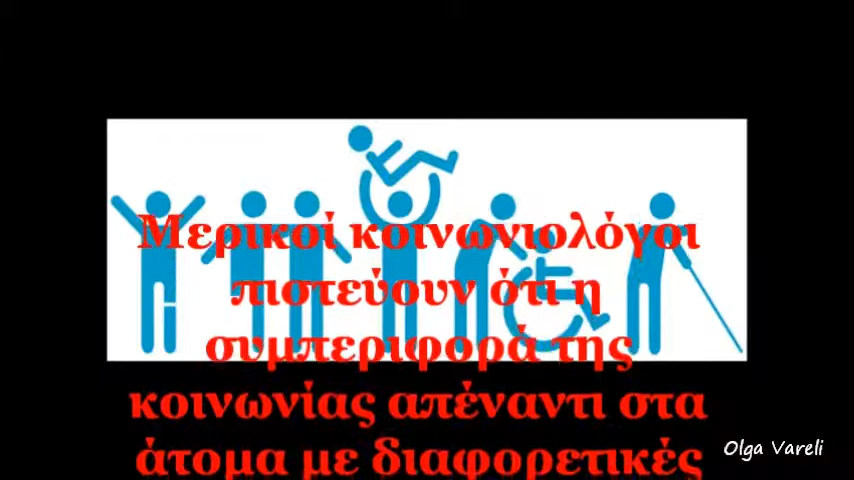 Μερικοί κοινωνιολόγοι
πιστεύουν ότι η
συμπεριφορά της
κοινωνίας απέναντι στα
άτομα με διαφορετικές
Olga Vareli